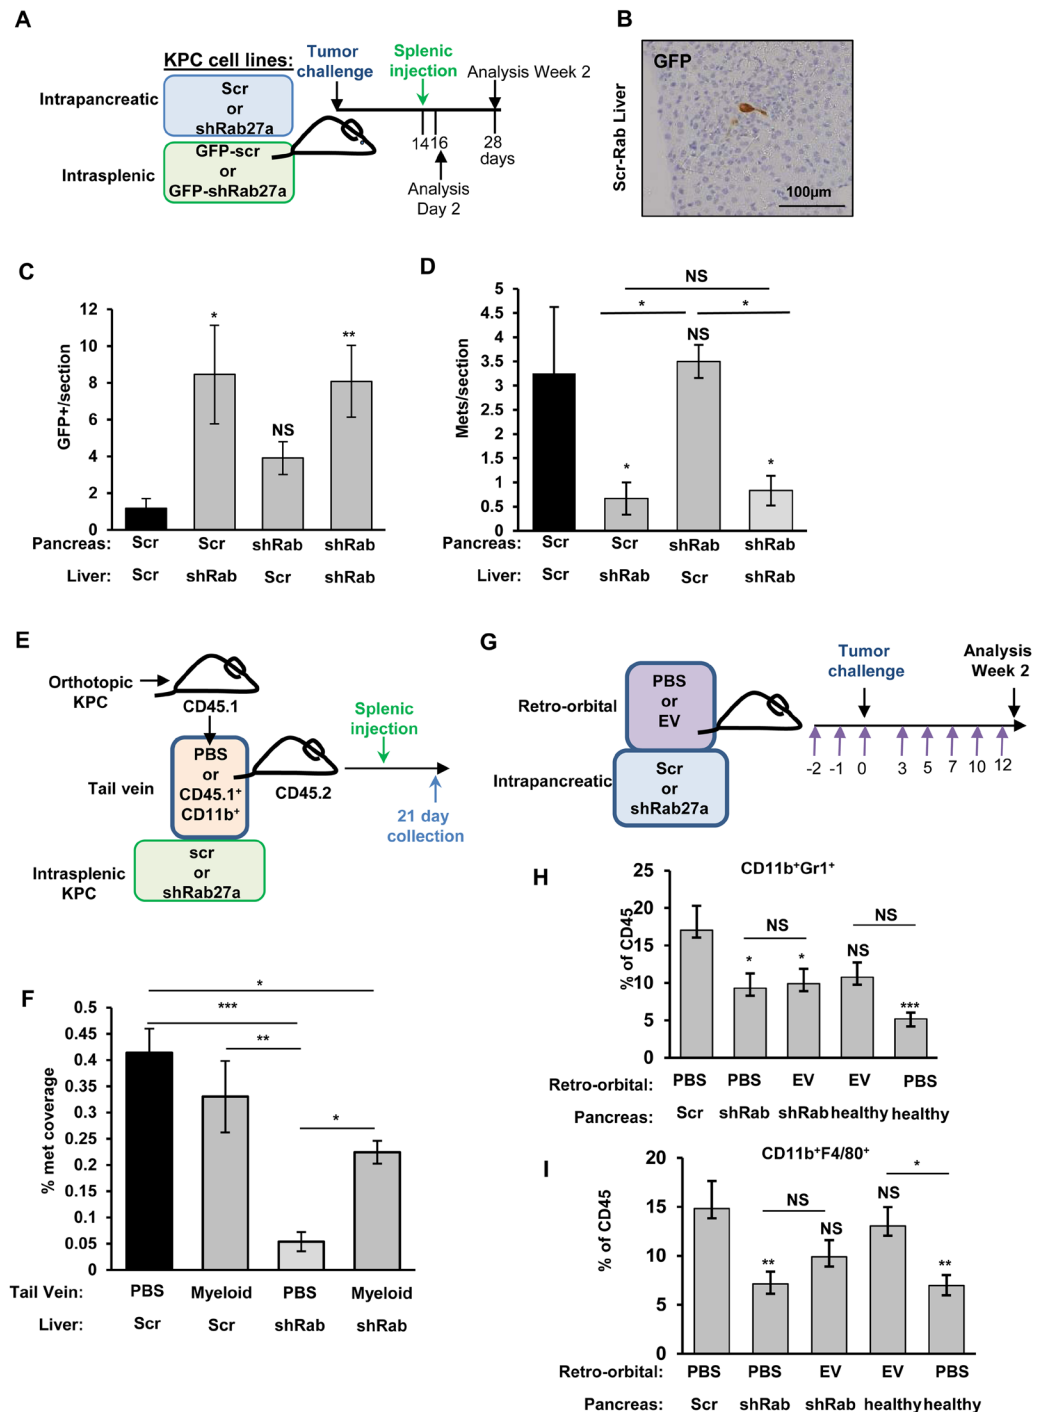 A
KPC cell lines:
Intrapancreatic
Scr
or
shRab27a
Intrasplenic
GFP-scr
or
GFP-shRab27a
Tumor
challenge
Splenic
injection
Analysis Week 2
14 16
28
days
Analysis
Day 2
B
Scr-Rab Liver
GFP
100µm
C
GFP+/section
12
10
8
6
4
2
0
*
NS
**
Pancreas: Scr Scr shRab shRab
Liver: Scr shRab Scr shRab
D
Mets/section
5
4.5
4
3.5
3
2.5
2
1.5
1
0.5
0
NS
* *
NS
* *
Pancreas: Scr Scr shRab shRab
Liver: Scr shRab Scr shRab
E
Orthotopic
KPC
CD45.1
Tail vein
PBS
or
CD45.1+
CD11b+
CD45.2
Intrasplenic
KPC
scr
or
shRab27a
Splenic
injection
21 day
collection
F
% met coverage
0.5
0.45
0.4
0.35
0.3
0.25
0.2
0.15
0.1
0.05
0
*
***
**
*
Tail Vein: PBS Myeloid PBS Myeloid
Liver: Scr Scr shRab shRab
G
Retro-orbital
PBS
or
EV
Intrapancreatic
Scr
or
shRab27a
Tumor
challenge
Analysis
Week 2
-2 -1 0 3 5 7 10 12
H
CD11b+Gr1+
% of CD45
25
20
15
10
5
0
NS
NS
* * NS ***
Retro-orbital: PBS PBS EV EV PBS
Pancreas: Scr shRab shRab healthy healthy
I
CD11b+F4/80+
% of CD45
20
15
10
5
0
*
NS
** NS NS **
Retro-orbital: PBS PBS EV EV PBS
Pancreas: Scr shRab shRab healthy healthy